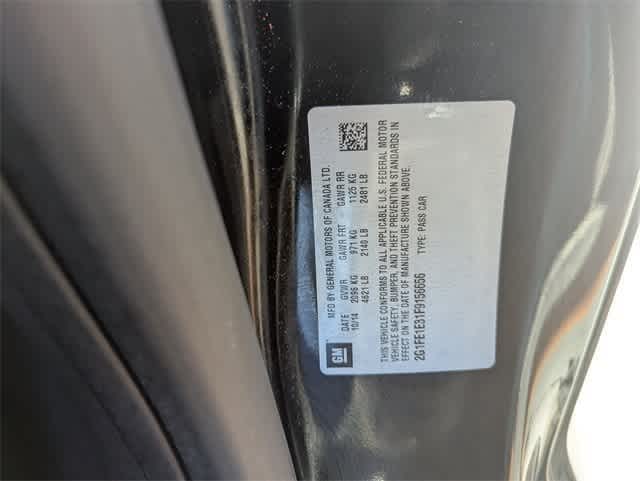 GM
MFD BY GENERAL MOTORS OF CANADA LTD.
DATE GVWR GAWR FRT GAWR RR
10/14 2096 KG 971 KG 1125 KG
4621 LB 2140 LB 2481 LB
THIS VEHICLE CONFORMS TO ALL APPLICABLE U.S. FEDERAL MOTOR
VEHICLE SAFETY, BUMPER, AND THEFT PREVENTION STANDARDS IN
EFFECT ON THE DATE OF MANUFACTURE SHOWN ABOVE.
2G1FE1E31F9156656 TYPE: PASS CAR